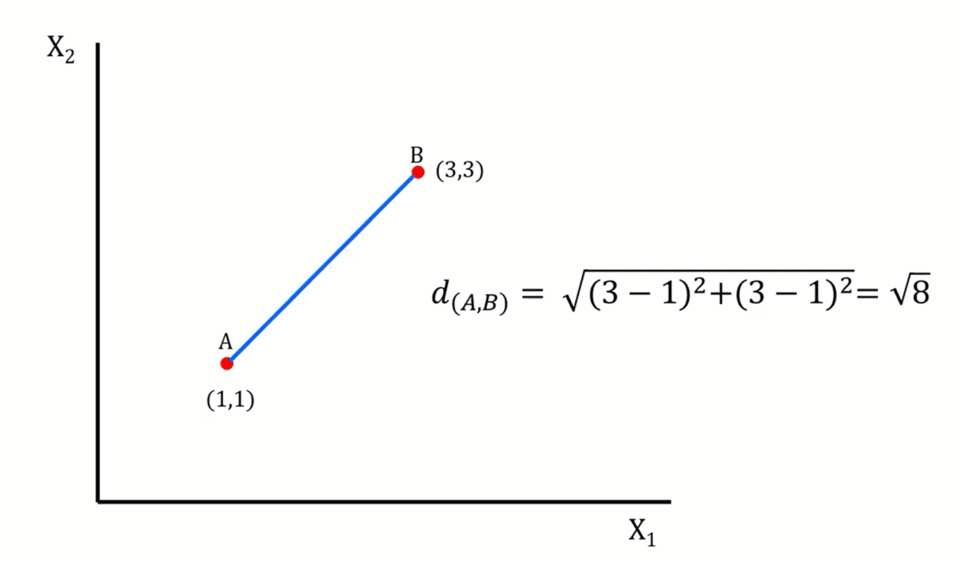 X₂
B
(3,3)
d₍A,B₎ = √(3 − 1)²+(3 − 1)²= √8
A
(1,1)
X₁